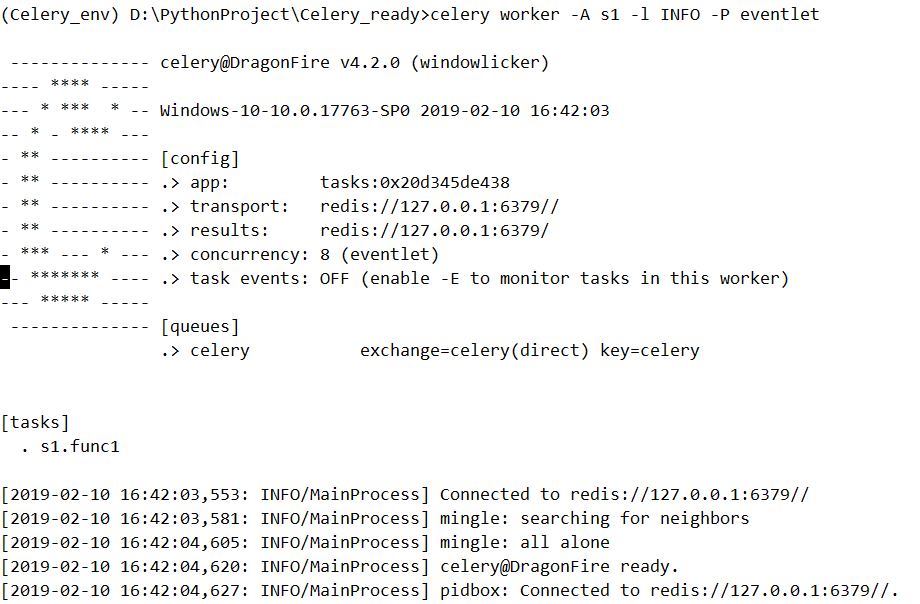 (Celery_env) D:\PythonProject\Celery_ready>celery worker -A s1 -l INFO -P eventlet
 -------------- celery@DragonFire v4.2.0 (windowlicker)
---- **** -----
--- * ***  * -- Windows-10-10.0.17763-SP0 2019-02-10 16:42:03
-- * - **** ---
- ** ---------- [config]
- ** ---------- .> app:         tasks:0x20d345de438
- ** ---------- .> transport:   redis://127.0.0.1:6379//
- ** ---------- .> results:     redis://127.0.0.1:6379/
- *** --- * --- .> concurrency: 8 (eventlet)
-- ******* ---- .> task events: OFF (enable -E to monitor tasks in this worker)
--- ***** -----
 -------------- [queues]
                .> celery           exchange=celery(direct) key=celery
[tasks]
  . s1.func1
[2019-02-10 16:42:03,553: INFO/MainProcess] Connected to redis://127.0.0.1:6379//
[2019-02-10 16:42:03,581: INFO/MainProcess] mingle: searching for neighbors
[2019-02-10 16:42:04,605: INFO/MainProcess] mingle: all alone
[2019-02-10 16:42:04,620: INFO/MainProcess] celery@DragonFire ready.
[2019-02-10 16:42:04,627: INFO/MainProcess] pidbox: Connected to redis://127.0.0.1:6379//.